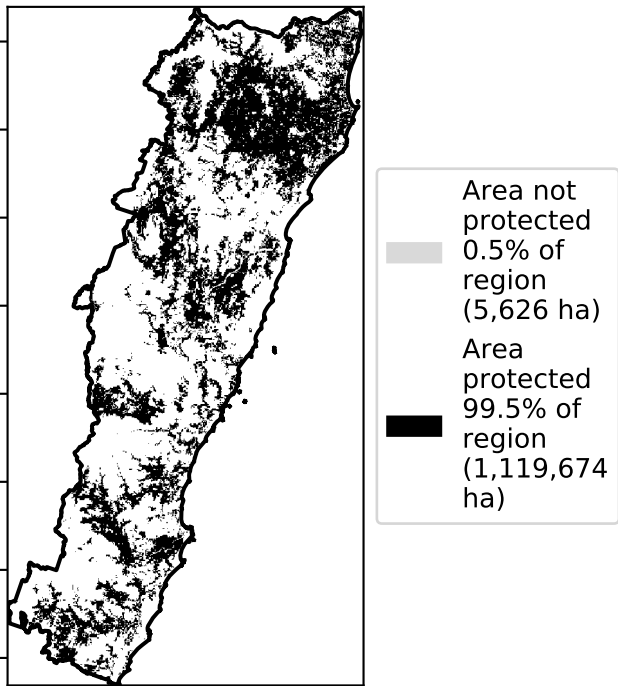 Area not
protected
0.5% of
region
(5,626 ha)
Area
protected
99.5% of
region
(1,119,674
ha)